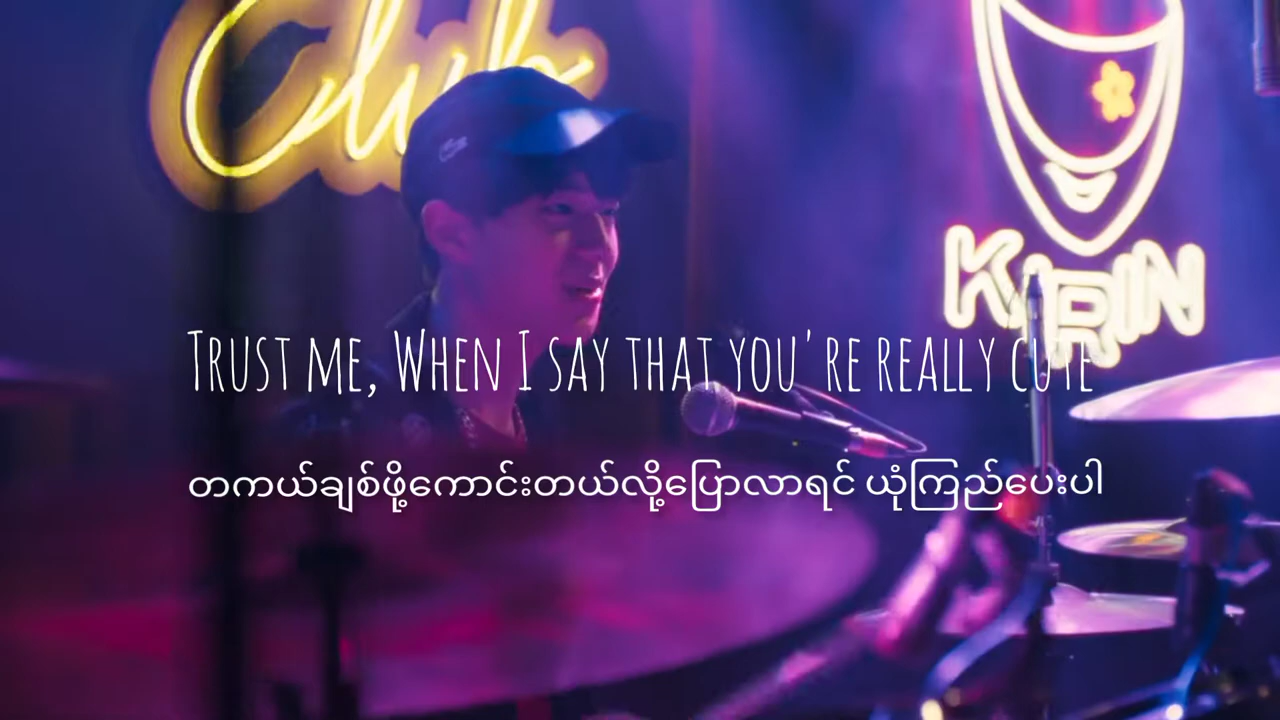 Club
KIRIN
Trust me, When I say that you're really cute
တကယ်ချစ်ဖို့ကောင်းတယ်လို့ပြောလာရင် ယုံကြည်ပေးပါ